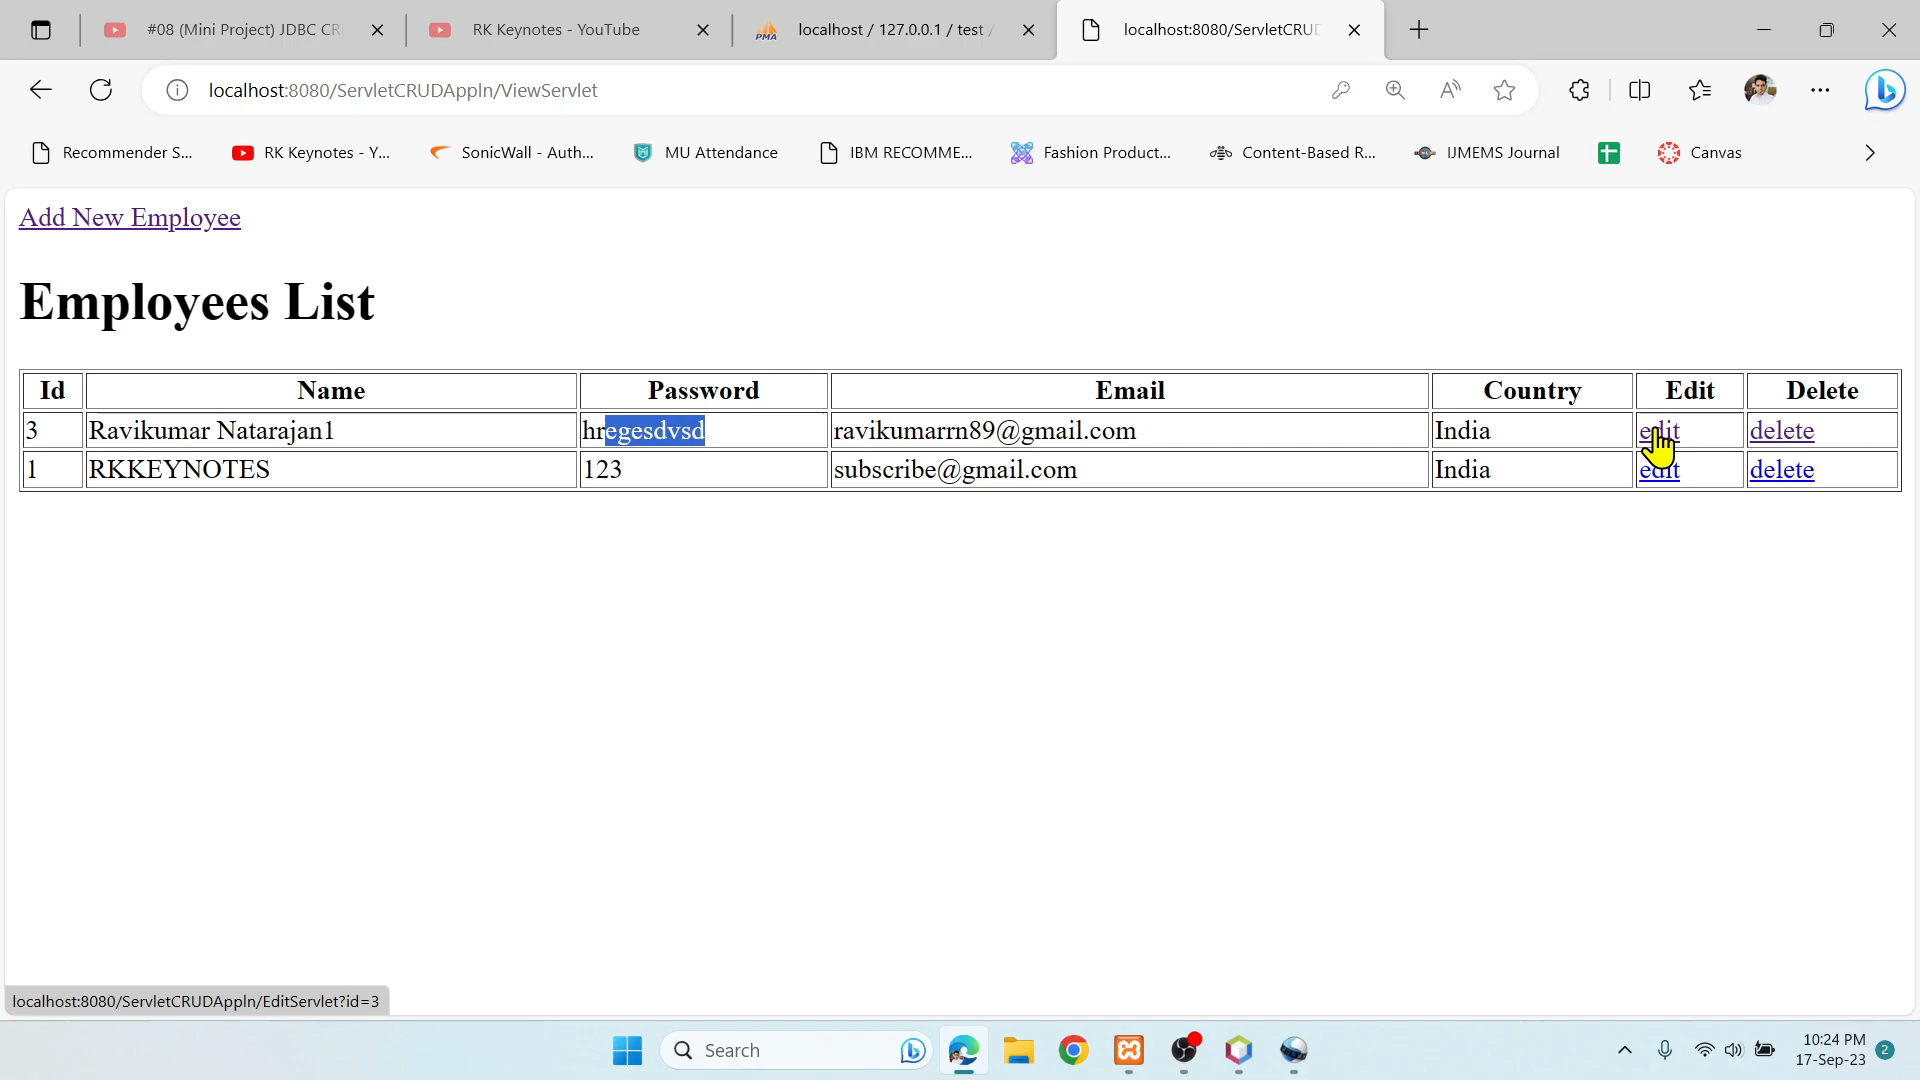 #08 (Mini Project) JDBC CR
RK Keynotes - YouTube
PMA
localhost / 127.0.0.1 / test /
localhost:8080/ServletCRUD
localhost:8080/ServletCRUDAppln/ViewServlet
Recommender S...
RK Keynotes - Y...
SonicWall - Auth...
MU Attendance
IBM RECOMME...
Fashion Product...
Content-Based R...
IJMEMS Journal
Canvas
Add New Employee
Employees List
Id Name Password Email Country Edit Delete
3 Ravikumar Natarajan1 hregesdvsd ravikumarrn89@gmail.com India edit delete
1 RKKEYNOTES 123 subscribe@gmail.com India edit delete
localhost:8080/ServletCRUDAppln/EditServlet?id=3
Search
10:24 PM
17-Sep-23
2